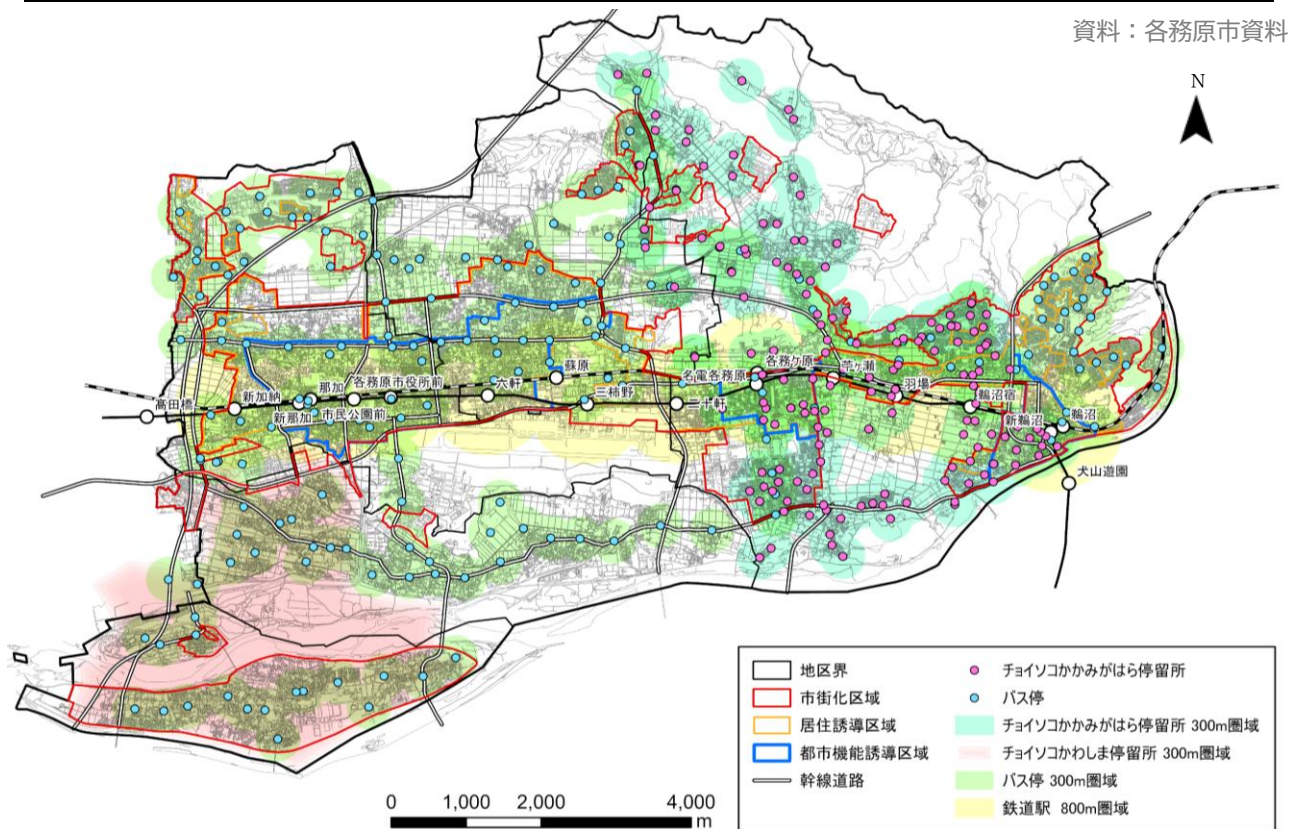 資料：各務原市資料
N
蘇原
各務ケ原
苧ヶ瀬
名電各務原
羽場
那加
各務原市役所前
六軒
三柿野
二十軒
鵜沼宿
鵜沼
高田橋
新加納
新那加
市民公園前
新鵜沼
犬山遊園
地区界
市街化区域
居住誘導区域
都市機能誘導区域
幹線道路
チョイソコかかみがはら停留所
バス停
チョイソコかかみがはら停留所 300m圏域
チョイソコかわしま停留所 300m圏域
バス停 300m圏域
鉄道駅 800m圏域
0 1,000 2,000 4,000
m